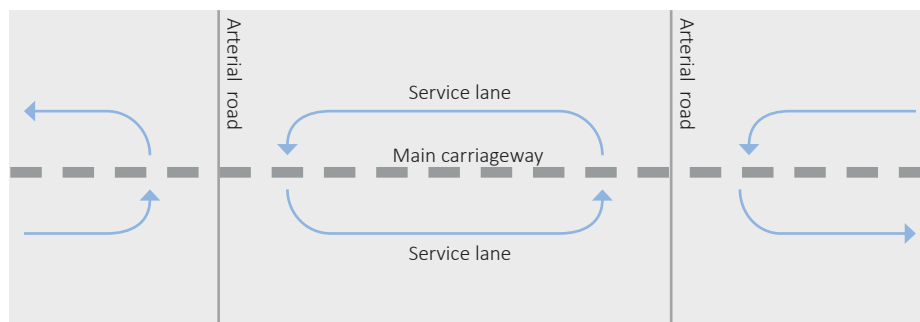 Arterial road
Arterial road
Service lane
Main carriageway
Service lane